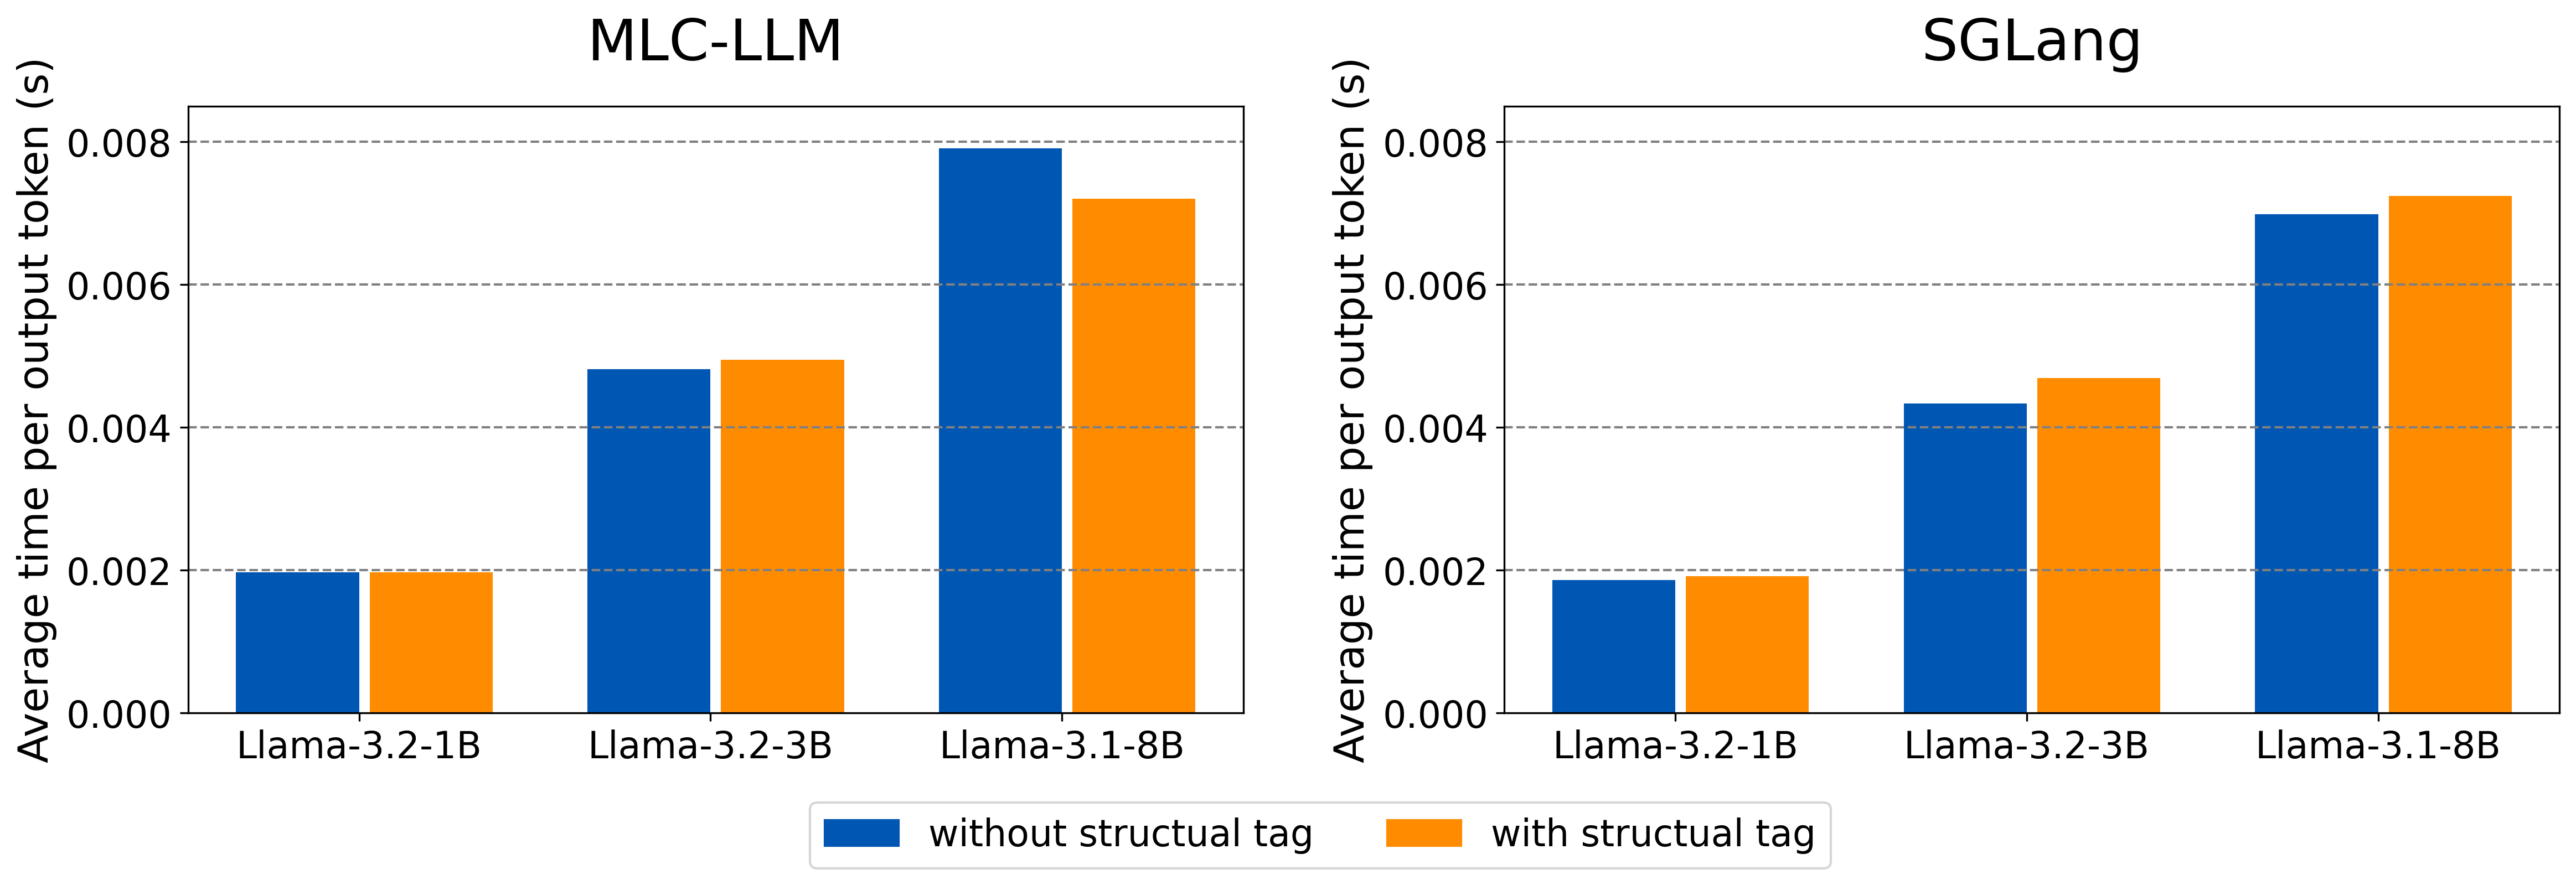 MLC-LLM
Average time per output token (s)
0.008
0.006
0.004
0.002
0.000
Llama-3.2-1B
Llama-3.2-3B
Llama-3.1-8B
SGLang
Average time per output token (s)
0.008
0.006
0.004
0.002
0.000
Llama-3.2-1B
Llama-3.2-3B
Llama-3.1-8B
without structual tag
with structual tag